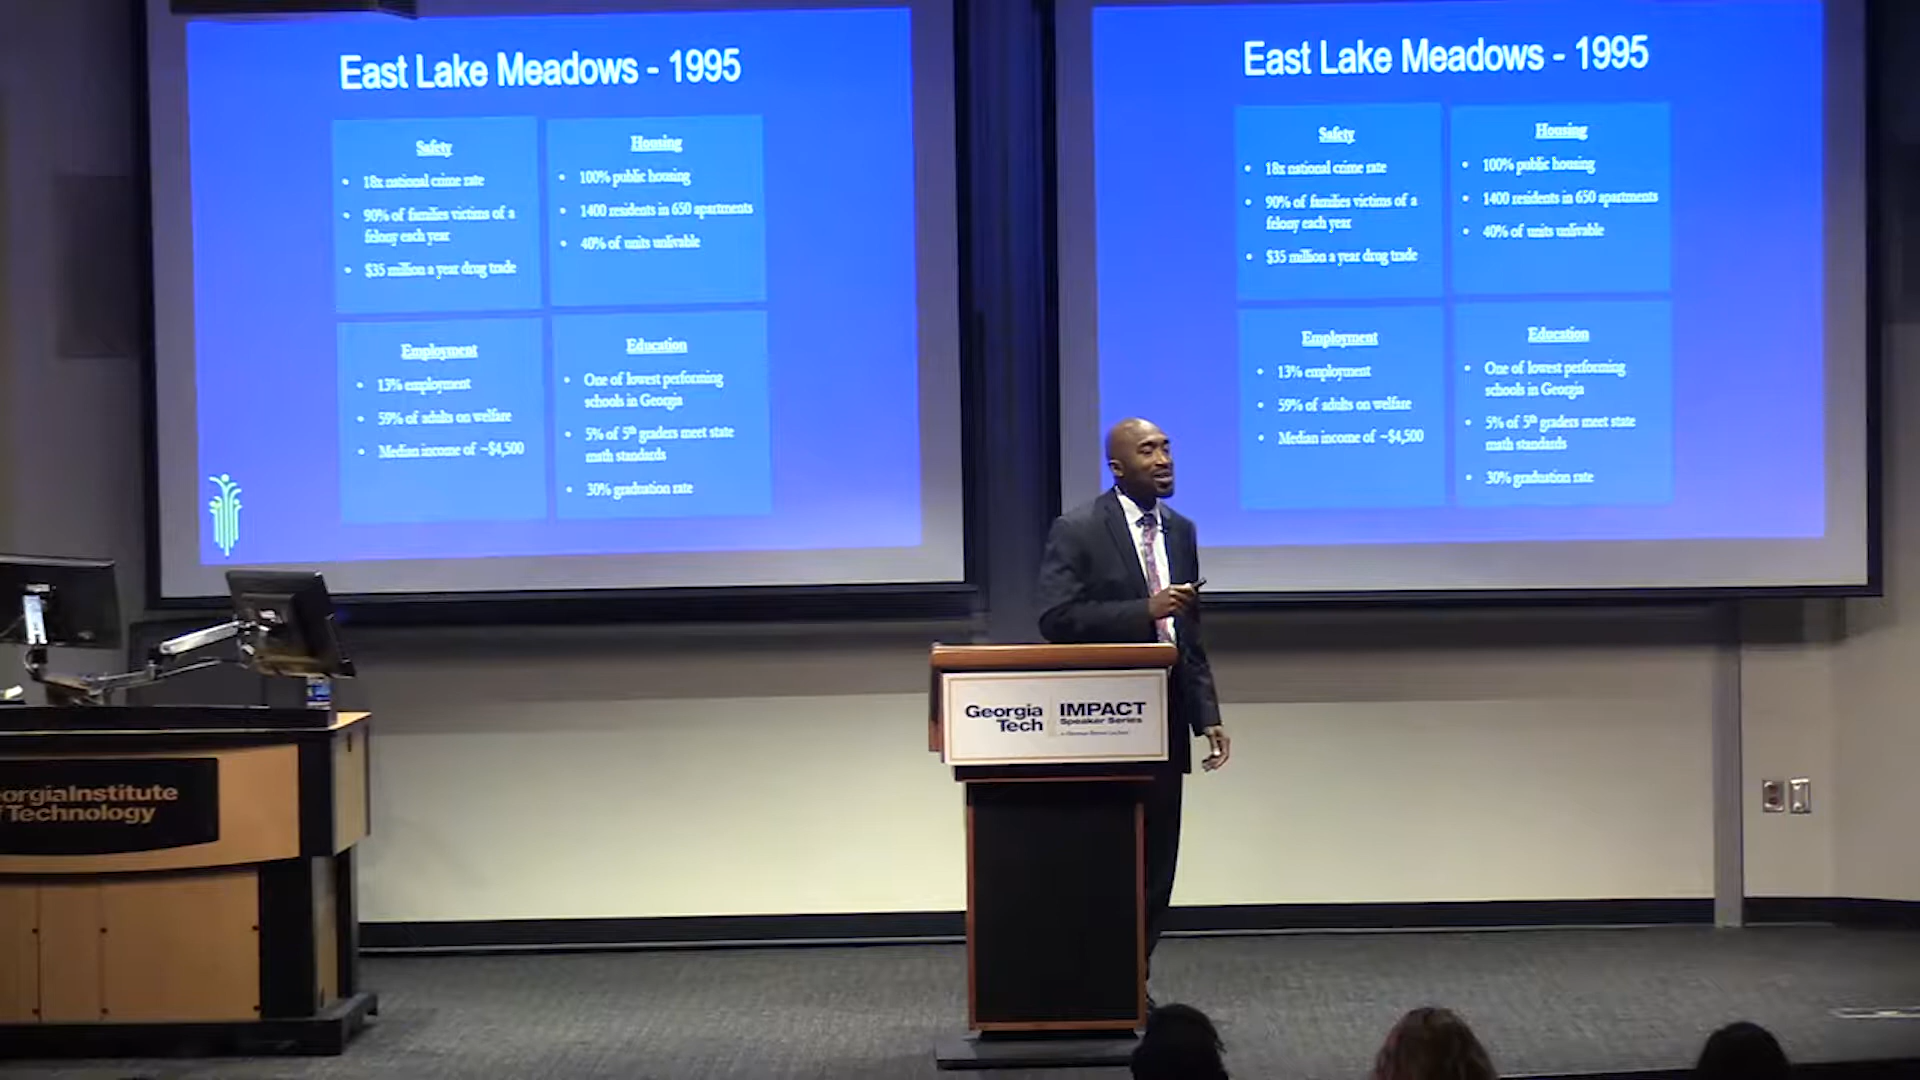 East Lake Meadows - 1995
Safety
• 18x national crime rate
• 90% of families victims of a
felony each year
• $35 million a year drug trade
Housing
• 100% public housing
• 1400 residents in 650 apartments
• 40% of units unlivable
Employment
• 13% employment
• 59% of adults on welfare
• Median income of ~$4,500
Education
• One of lowest performing
schools in Georgia
• 5% of 5th graders meet state
math standards
• 30% graduation rate
East Lake Meadows - 1995
Safety
• 18x national crime rate
• 90% of families victims of a
felony each year
• $35 million a year drug trade
Housing
• 100% public housing
• 1400 residents in 650 apartments
• 40% of units unlivable
Employment
• 13% employment
• 59% of adults on welfare
• Median income of ~$4,500
Education
• One of lowest performing
schools in Georgia
• 5% of 5th graders meet state
math standards
• 30% graduation rate
Georgia
Tech
IMPACT
Speaker Series
orgiaInstitute
f Technology